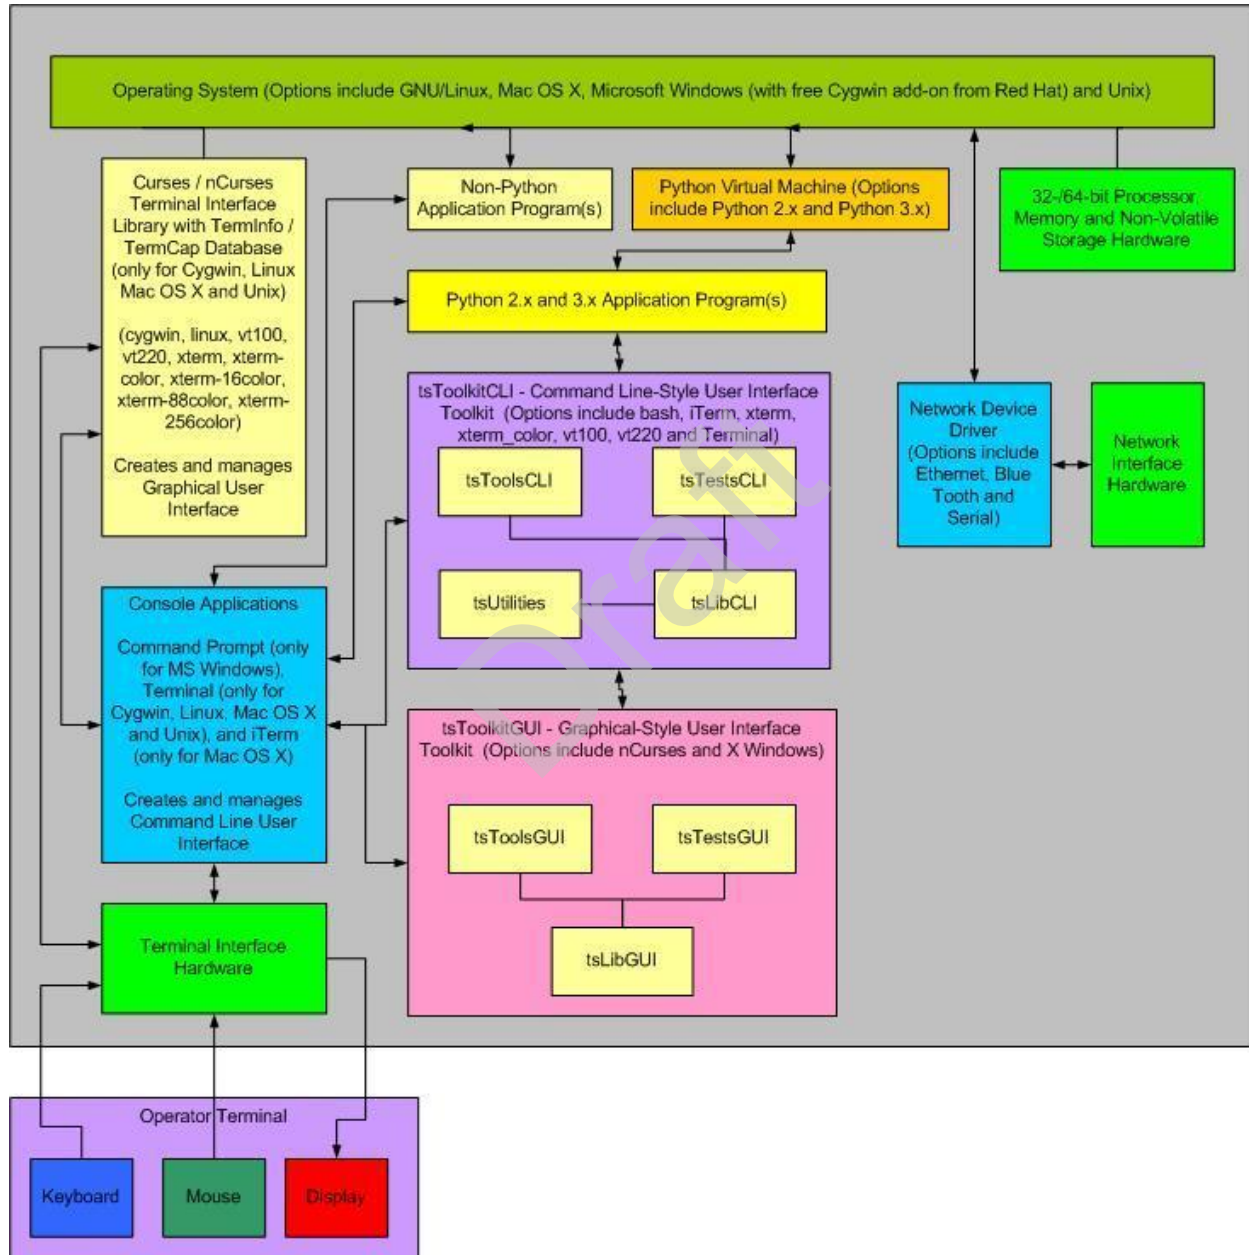 Operating System (Options include GNU/Linux, Mac OS X, Microsoft Windows (with free Cygwin add-on from Red Hat) and Unix)
Curses / nCurses
Terminal Interface
Library with TermInfo /
TermCap Database
(only for Cygwin, Linux
Mac OS X and Unix)
(cygwin, linux, vt100,
vt220, xterm, xterm-
color, xterm-16color,
xterm-88color, xterm-
256color)
Creates and manages
Graphical User
Interface
Non-Python
Application Program(s)
Python Virtual Machine (Options
include Python 2.x and Python 3.x)
32-/64-bit Processor,
Memory and Non-Volatile
Storage Hardware
Python 2.x and 3.x Application Program(s)
tsToolkitCLI - Command Line-Style User Interface
Toolkit (Options include bash, iTerm, xterm,
xterm_color, vt100, vt220 and Terminal)
tsToolsCLI
tsTestsCLI
tsUtilities
tsLibCLI
Network Device
Driver
(Options include
Ethernet, Blue
Tooth and
Serial)
Network
Interface
Hardware
Console Applications
Command Prompt (only
for MS Windows),
Terminal (only for
Cygwin, Linux, Mac OS X
and Unix), and iTerm
(only for Mac OS X)
Creates and manages
Command Line User
Interface
tsToolkitGUI - Graphical-Style User Interface
Toolkit (Options include nCurses and X Windows)
tsToolsGUI
tsTestsGUI
tsLibGUI
Terminal Interface
Hardware
Operator Terminal
Keyboard
Mouse
Display
Draft